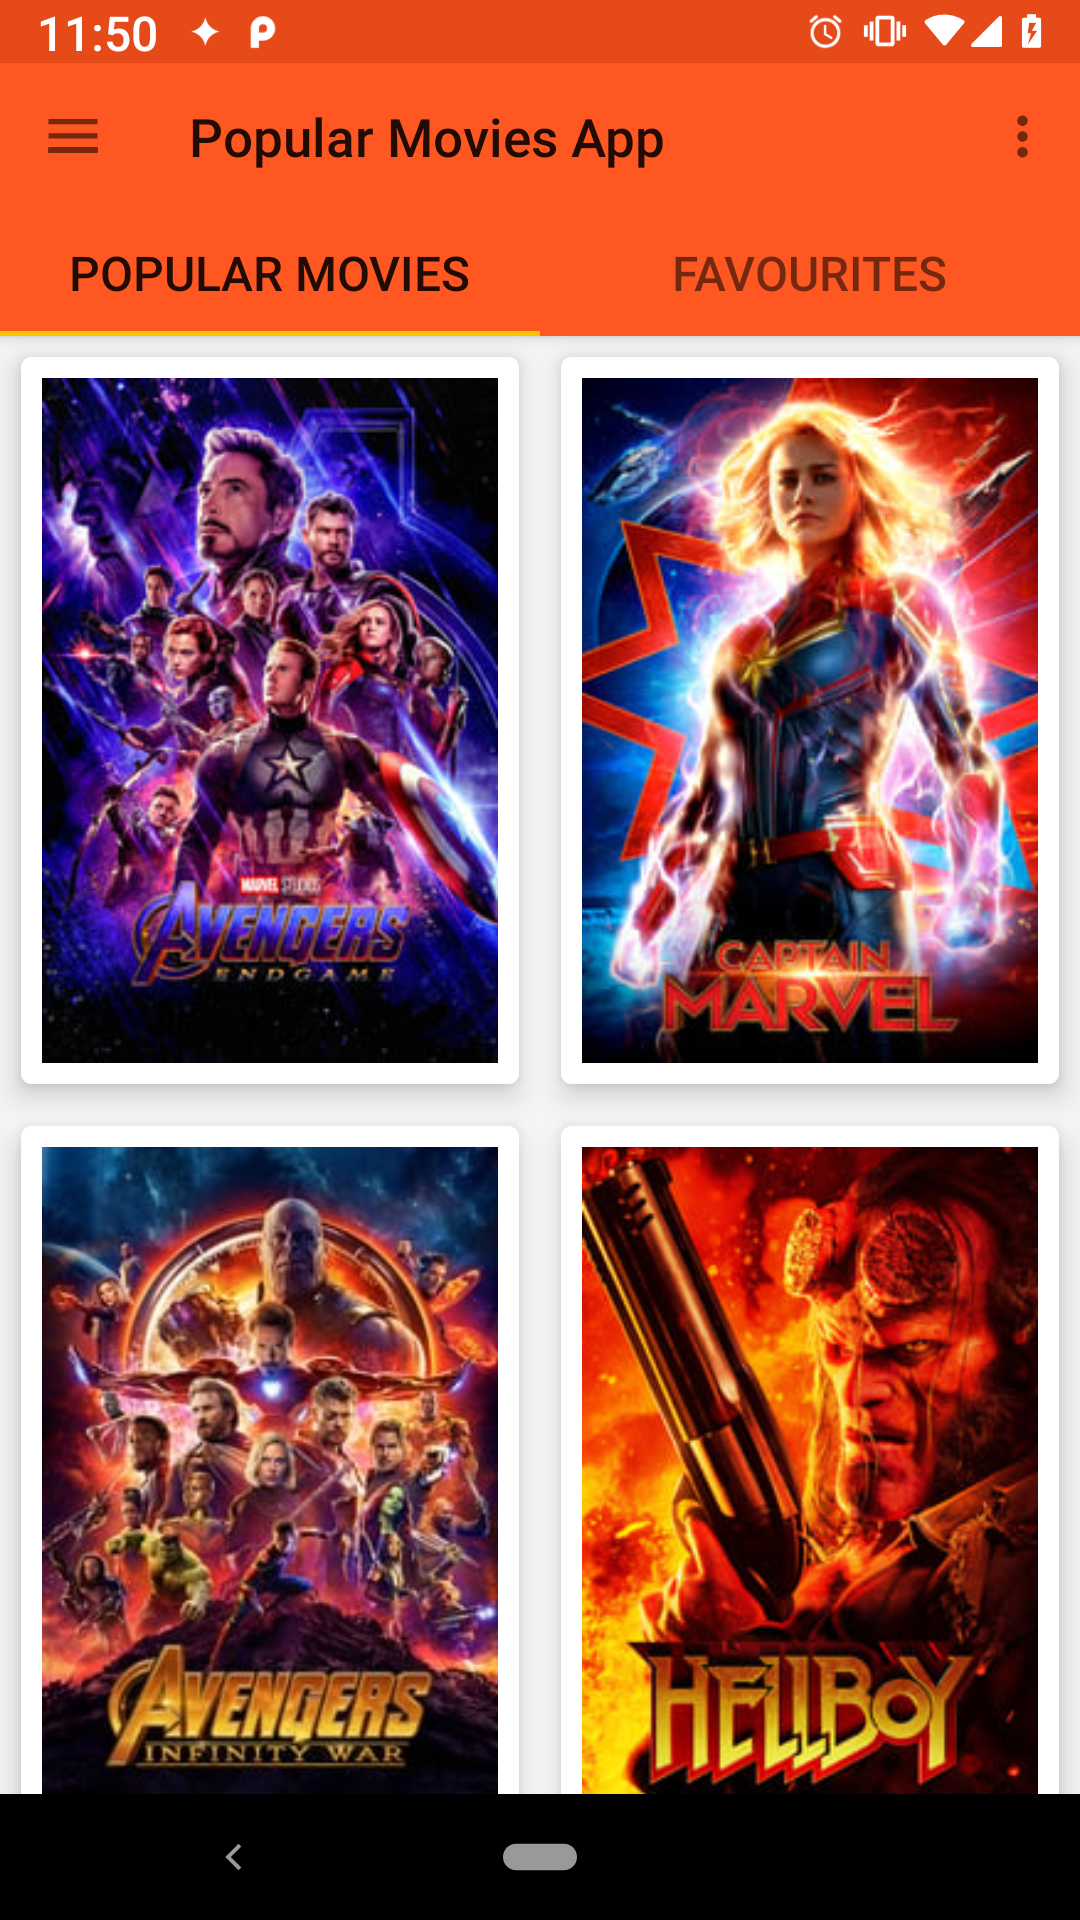 11:50
Popular Movies App
POPULAR MOVIES
FAVOURITES
MARVEL STUDIOS
AVENGERS
ENDGAME
CAPTAIN
MARVEL
AVENGERS
INFINITY WAR
HELLBOY